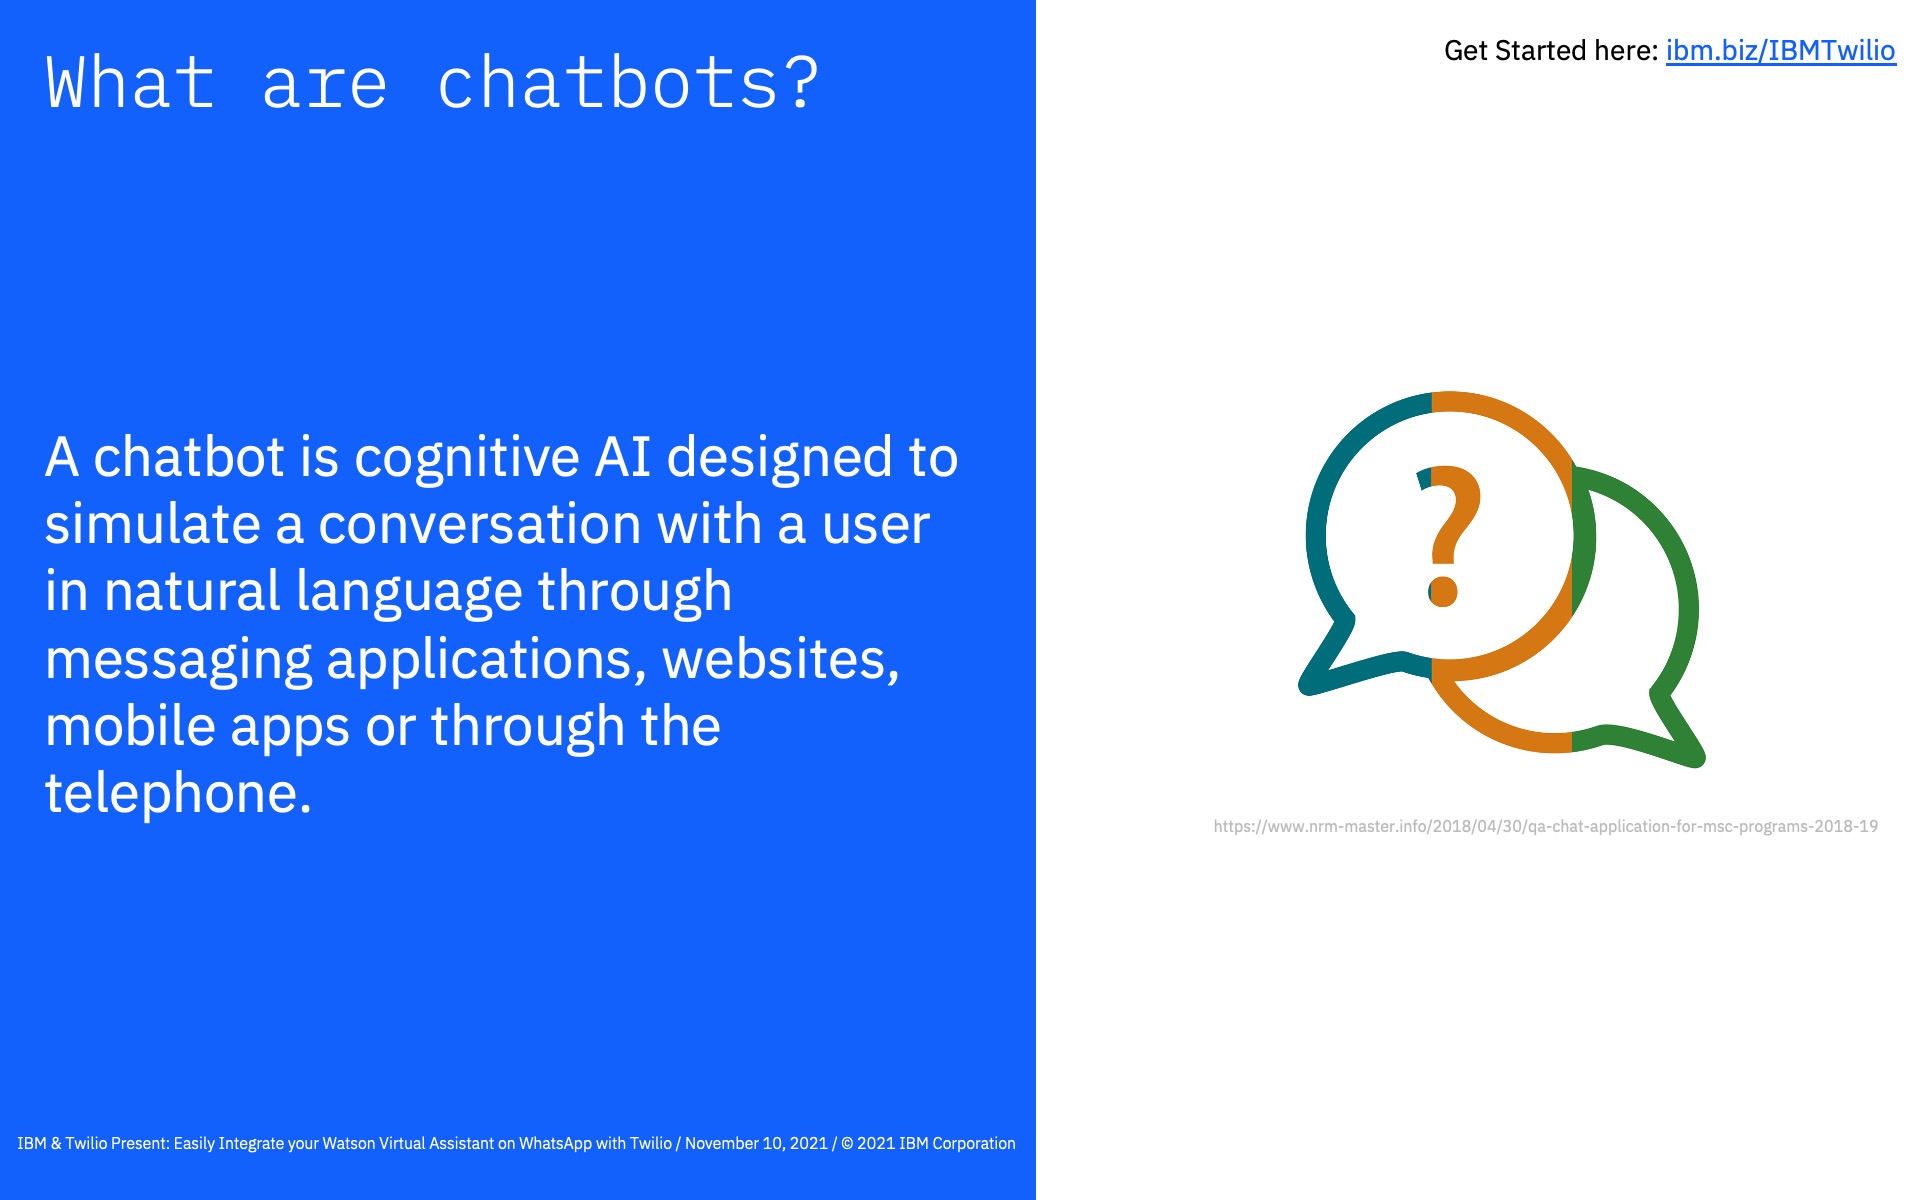 What are chatbots?
Get Started here: ibm.biz/IBMTwilio
A chatbot is cognitive AI designed to
simulate a conversation with a user
in natural language through
messaging applications, websites,
mobile apps or through the
telephone.
?
https://www.nrm-master.info/2018/04/30/qa-chat-application-for-msc-programs-2018-19
IBM & Twilio Present: Easily Integrate your Watson Virtual Assistant on WhatsApp with Twilio / November 10, 2021 / © 2021 IBM Corporation